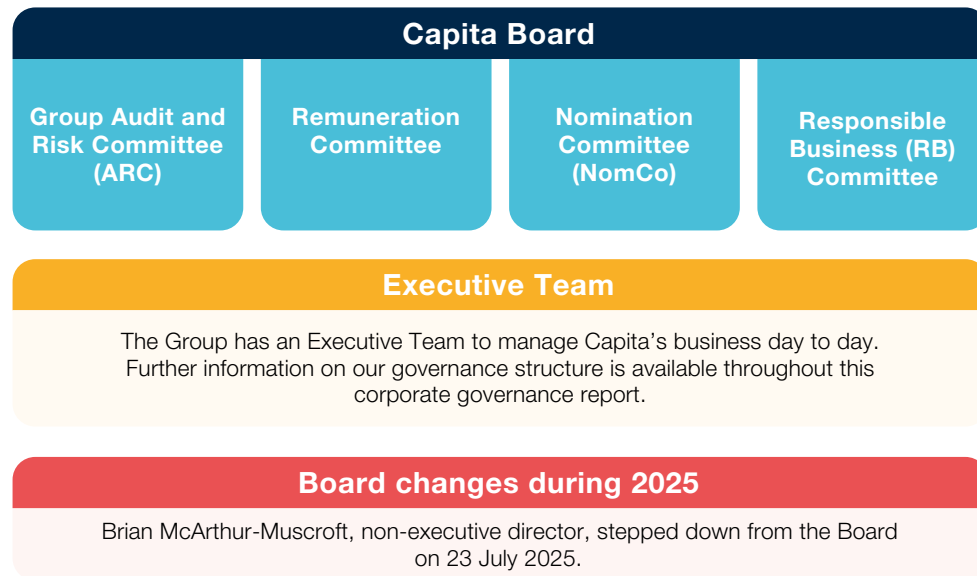 Capita Board
Group Audit and
Risk Committee
(ARC)
Remuneration
Committee
Nomination
Committee
(NomCo)
Responsible
Business (RB)
Committee
Executive Team
The Group has an Executive Team to manage Capita’s business day to day.
Further information on our governance structure is available throughout this
corporate governance report.
Board changes during 2025
Brian McArthur-Muscroft, non-executive director, stepped down from the Board
on 23 July 2025.